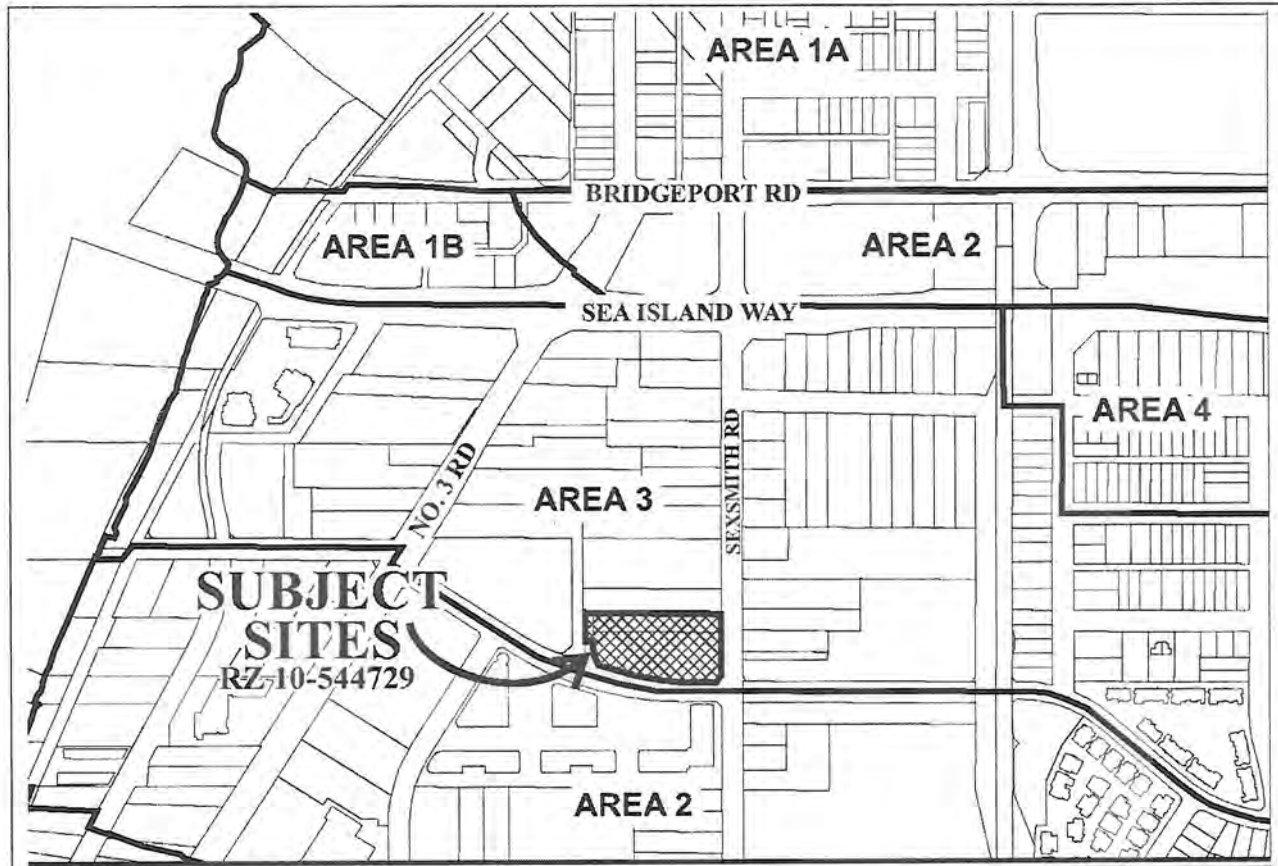 AREA 1A
BRIDGEPORT RD
AREA 1B
AREA 2
SEA ISLAND WAY
AREA 4
SEXSMITH RD
NO. 3 RD
AREA 3
SUBJECT
SITES
RZ 10-544729
AREA 2